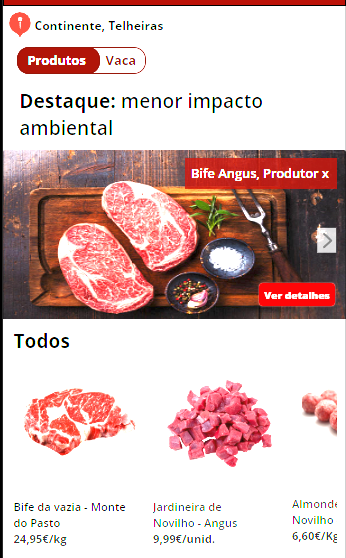 Continente, Telheiras
Produtos Vaca
Destaque: menor impacto
ambiental
Bife Angus, Produtor x
Ver detalhes
Todos
Bife da vazia - Monte
do Pasto
24,95€/kg
Jardineira de
Novilho - Angus
9,99€/unid.
Almonde
Novilho
6,60€/Kg